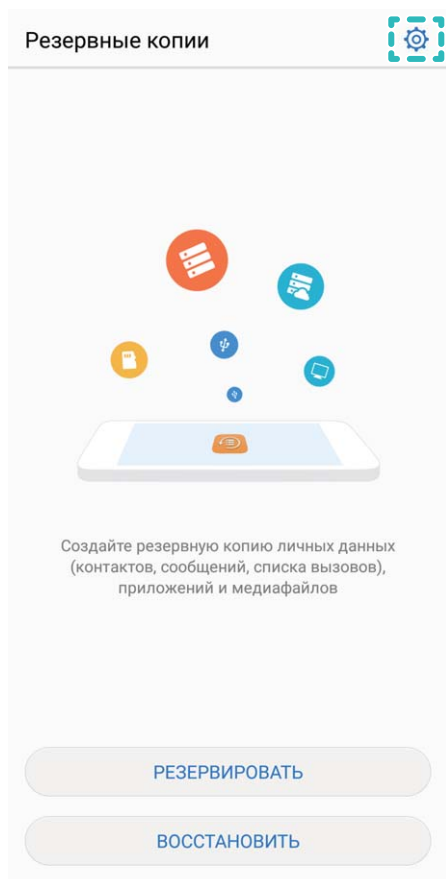 Резервные копии
Создайте резервную копию личных данных
(контактов, сообщений, списка вызовов),
приложений и медиафайлов
РЕЗЕРВИРОВАТЬ
ВОССТАНОВИТЬ